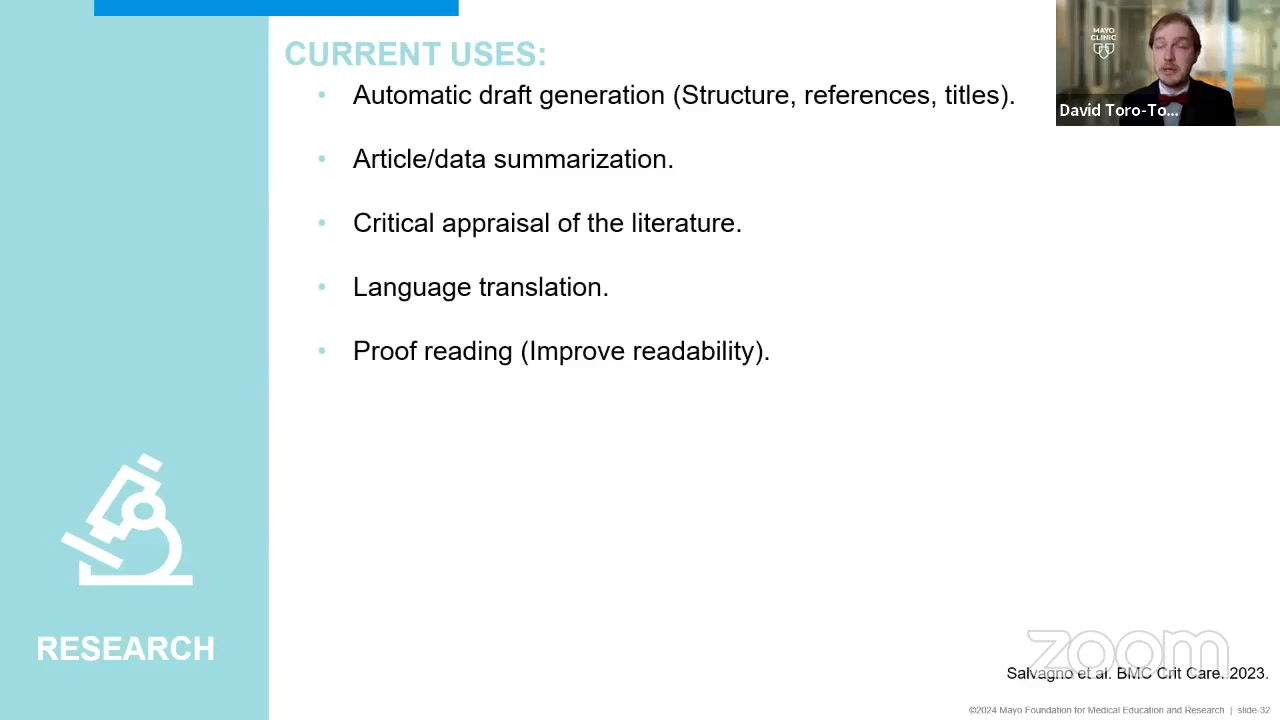 CURRENT USES:
• Automatic draft generation (Structure, references, titles).
• Article/data summarization.
• Critical appraisal of the literature.
• Language translation.
• Proof reading (Improve readability).
RESEARCH
MAYO
CLINIC
David Toro-To...
zoom
Salvagno et al. BMC Crit Care. 2023.
©2024 Mayo Foundation for Medical Education and Research | slide-32